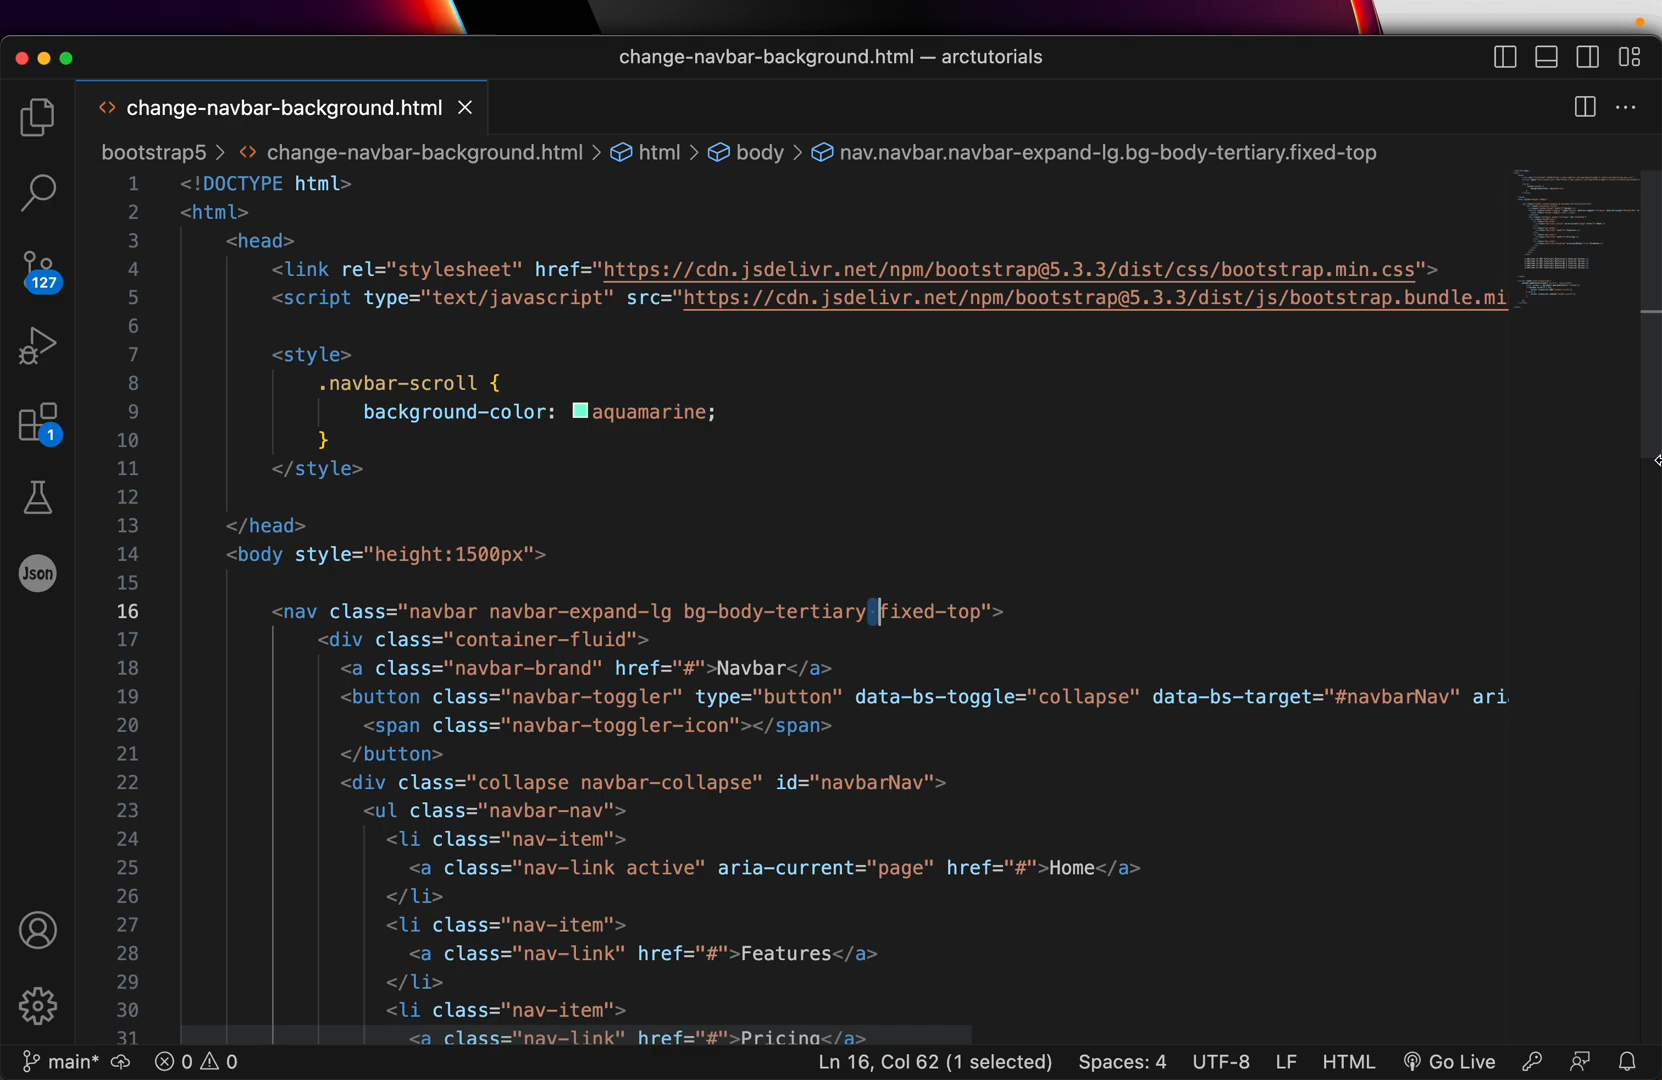 change-navbar-background.html — arctutorials
<> change-navbar-background.html ×
bootstrap5 > <> change-navbar-background.html > html > body > nav.navbar.navbar-expand-lg.bg-body-tertiary.fixed-top
1 <!DOCTYPE html>
2 <html>
3 <head>
4 <link rel="stylesheet" href="https://cdn.jsdelivr.net/npm/bootstrap@5.3.3/dist/css/bootstrap.min.css">
5 <script type="text/javascript" src="https://cdn.jsdelivr.net/npm/bootstrap@5.3.3/dist/js/bootstrap.bundle.mi
6
7 <style>
8 .navbar-scroll {
9 background-color: aquamarine;
10 }
11 </style>
12
13 </head>
14 <body style="height:1500px">
15
16 <nav class="navbar navbar-expand-lg bg-body-tertiary fixed-top">
17 <div class="container-fluid">
18 <a class="navbar-brand" href="#">Navbar</a>
19 <button class="navbar-toggler" type="button" data-bs-toggle="collapse" data-bs-target="#navbarNav" ari
20 <span class="navbar-toggler-icon"></span>
21 </button>
22 <div class="collapse navbar-collapse" id="navbarNav">
23 <ul class="navbar-nav">
24 <li class="nav-item">
25 <a class="nav-link active" aria-current="page" href="#">Home</a>
26 </li>
27 <li class="nav-item">
28 <a class="nav-link" href="#">Features</a>
29 </li>
30 <li class="nav-item">
31 <a class="nav-link" href="#">Pricing</a>
127
1
Json
main* 0 0 Ln 16, Col 62 (1 selected) Spaces: 4 UTF-8 LF HTML Go Live